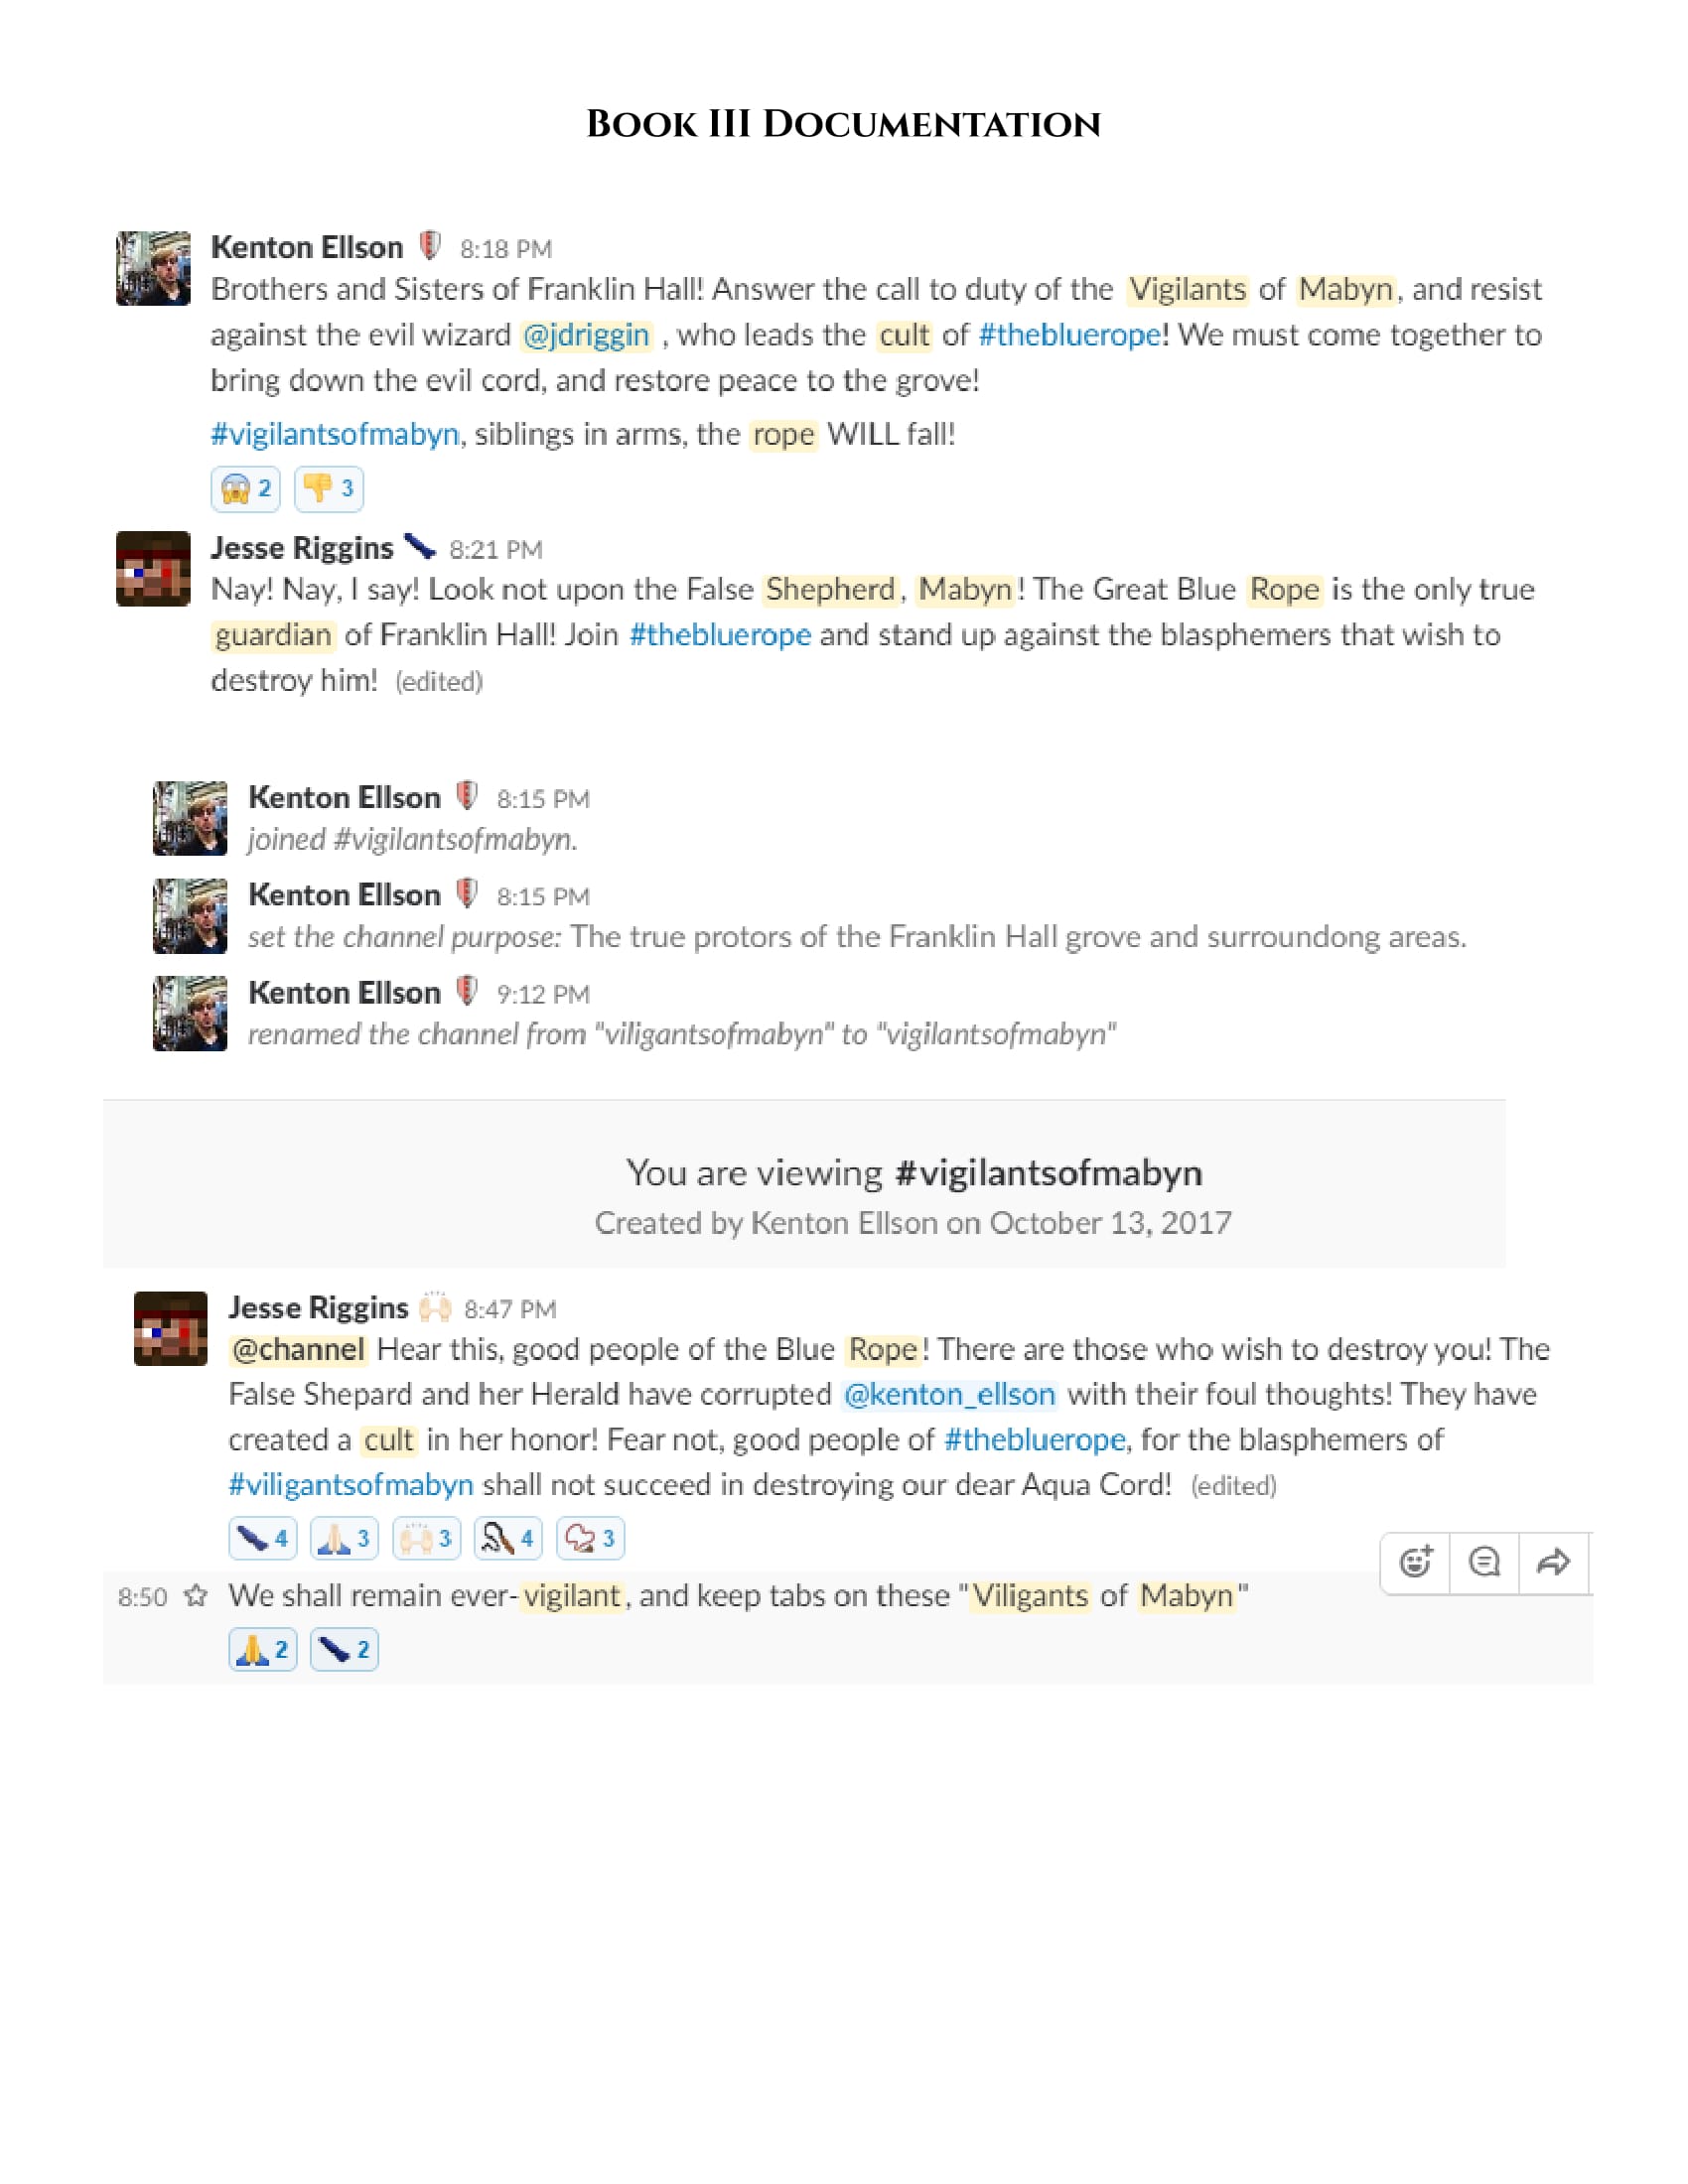 BOOK III DOCUMENTATION
Kenton Ellson 8:18 PM
Brothers and Sisters of Franklin Hall! Answer the call to duty of the Vigilants of Mabyn, and resist
against the evil wizard @jdriggin , who leads the cult of #thebluerope! We must come together to
bring down the evil cord, and restore peace to the grove!
#vigilantsofmabyn, siblings in arms, the rope WILL fall!
2 3
Jesse Riggins 8:21 PM
Nay! Nay, I say! Look not upon the False Shepherd, Mabyn! The Great Blue Rope is the only true
guardian of Franklin Hall! Join #thebluerope and stand up against the blasphemers that wish to
destroy him! (edited)
Kenton Ellson 8:15 PM
joined #vigilantsofmabyn.
Kenton Ellson 8:15 PM
set the channel purpose: The true protors of the Franklin Hall grove and surroundong areas.
Kenton Ellson 9:12 PM
renamed the channel from "viligantsofmabyn" to "vigilantsofmabyn"
You are viewing #vigilantsofmabyn
Created by Kenton Ellson on October 13, 2017
Jesse Riggins 8:47 PM
@channel Hear this, good people of the Blue Rope! There are those who wish to destroy you! The
False Shepard and her Herald have corrupted @kenton_ellson with their foul thoughts! They have
created a cult in her honor! Fear not, good people of #thebluerope, for the blasphemers of
#viligantsofmabyn shall not succeed in destroying our dear Aqua Cord! (edited)
4 3 3 4 3
8:50 We shall remain ever-vigilant, and keep tabs on these "Viligants of Mabyn"
2 2